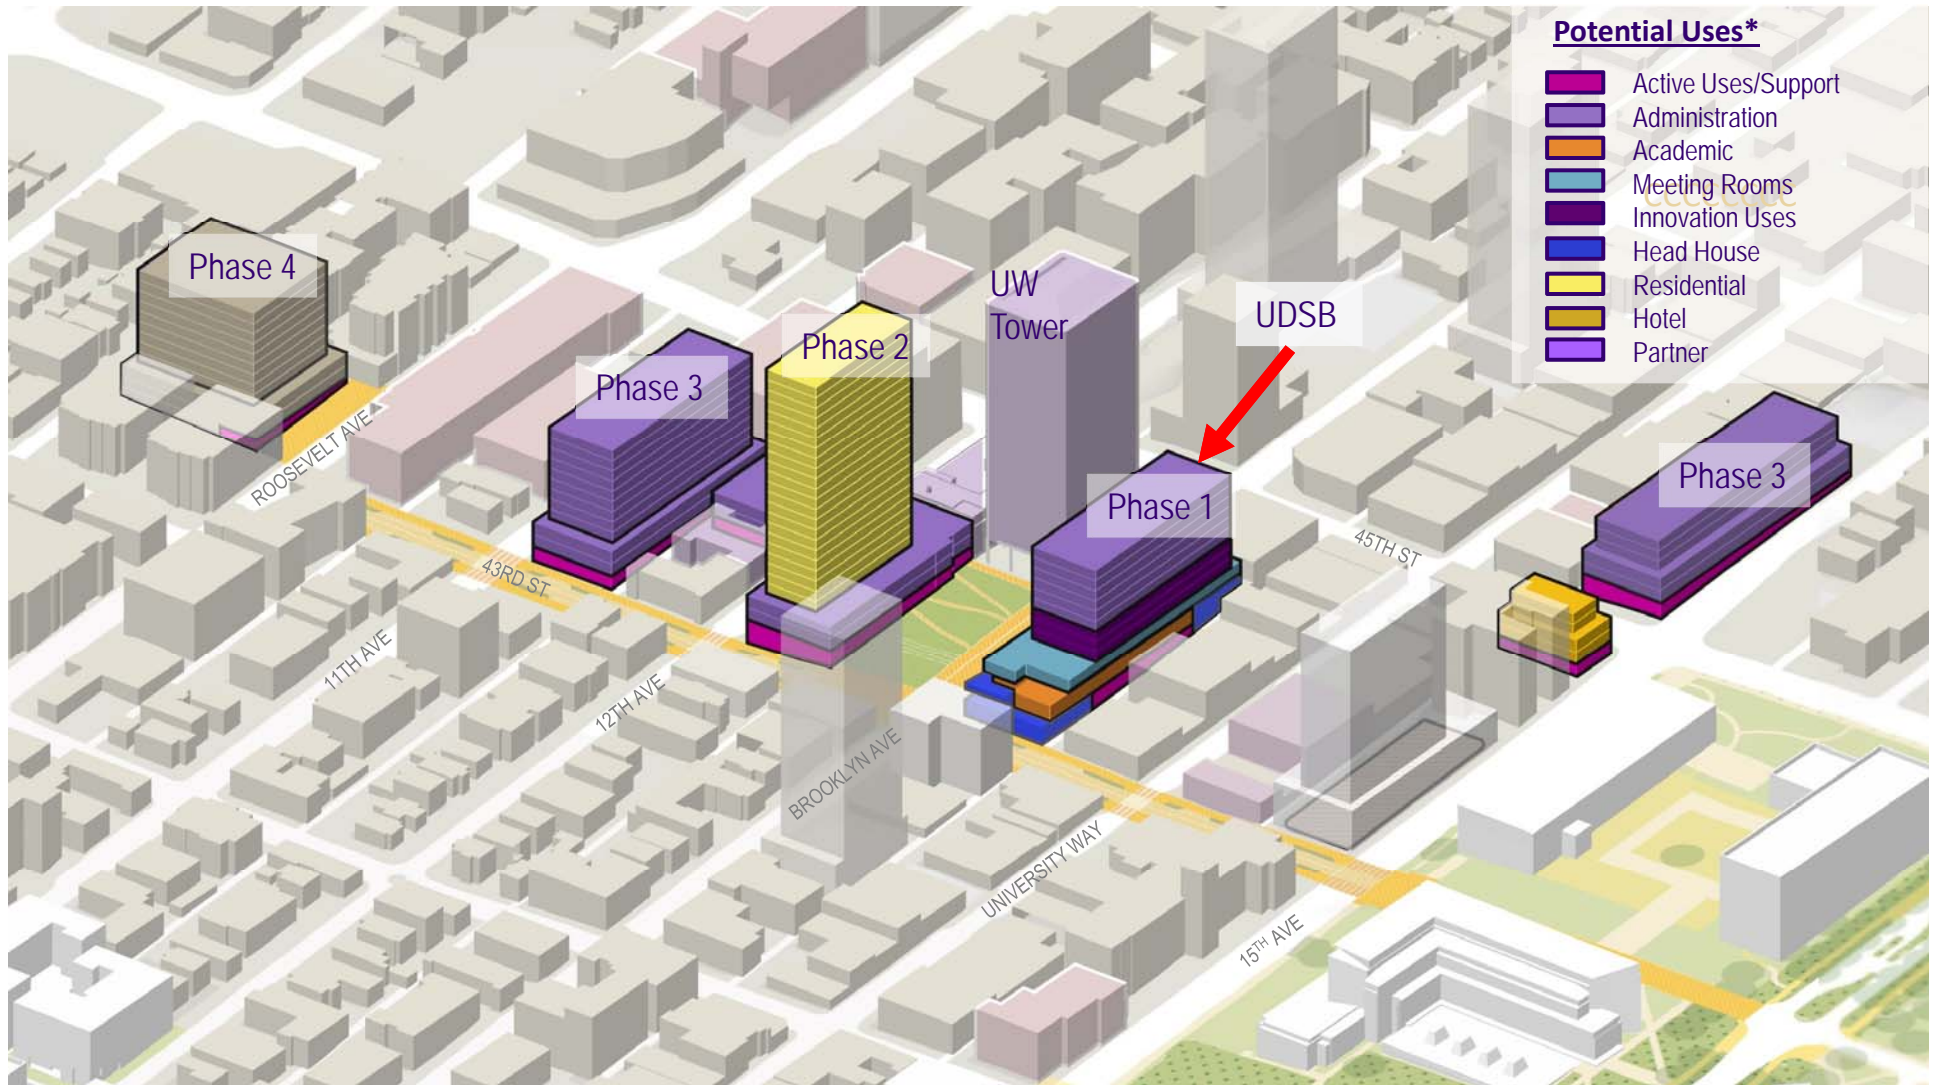 Potential Uses*
Active Uses/Support
Administration
Academic
Meeting Rooms
Innovation Uses
Head House
Residential
Hotel
Partner
Phase 4
UW
Tower
UDSB
Phase 2
Phase 3
Phase 1
Phase 3
ROOSEVELT AVE
43RD ST
45TH ST
11TH AVE
12TH AVE
BROOKLYN AVE
UNIVERSITY WAY
15TH AVE